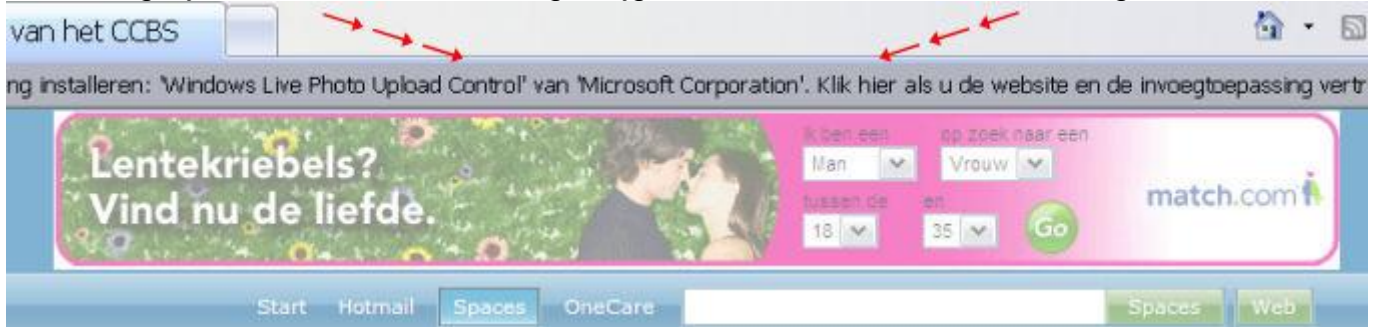 van het CCBS
ng installeren: 'Windows Live Photo Upload Control' van 'Microsoft Corporation'. Klik hier als u de website en de invoegtoepassing vertr
Lentekriebels?
Vind nu de liefde.
Ik ben een op zoek naar een
Man Vrouw
tussen de en
18 35 Go
match.com
Start Hotmail Spaces OneCare Spaces Web